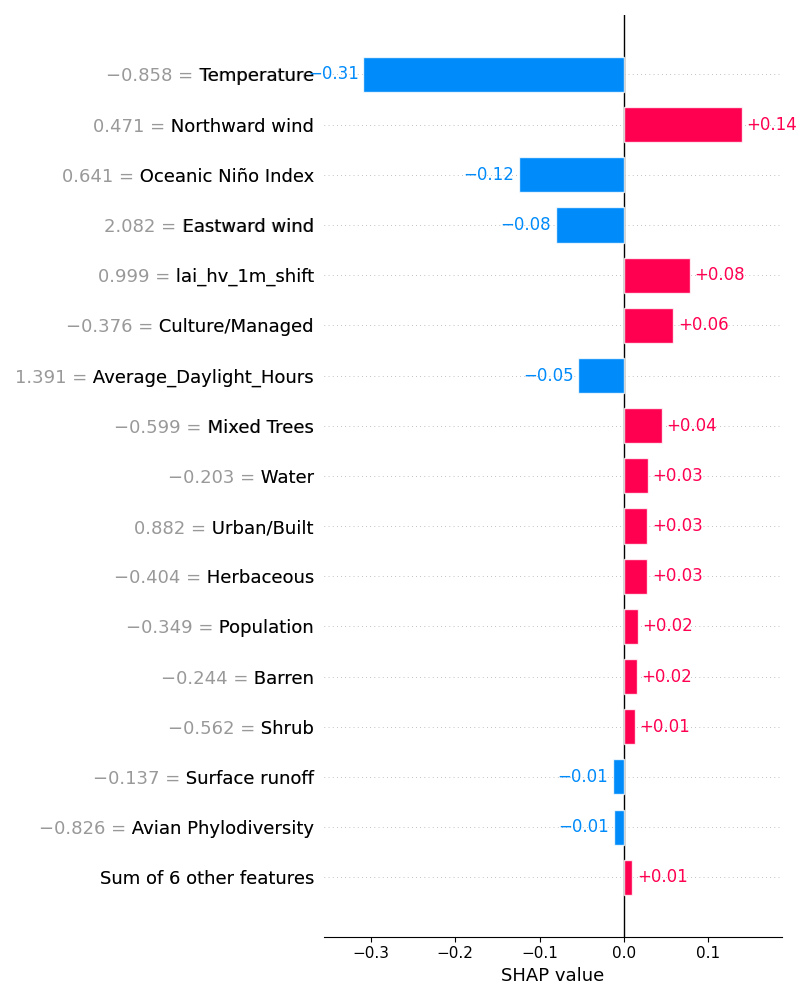 −0.858 = Temperature −0.31
0.471 = Northward wind +0.14
0.641 = Oceanic Niño Index −0.12
2.082 = Eastward wind −0.08
0.999 = lai_hv_1m_shift +0.08
−0.376 = Culture/Managed +0.06
1.391 = Average_Daylight_Hours −0.05
−0.599 = Mixed Trees +0.04
−0.203 = Water +0.03
0.882 = Urban/Built +0.03
−0.404 = Herbaceous +0.03
−0.349 = Population +0.02
−0.244 = Barren +0.02
−0.562 = Shrub +0.01
−0.137 = Surface runoff −0.01
−0.826 = Avian Phylodiversity −0.01
Sum of 6 other features +0.01
−0.3 −0.2 −0.1 0.0 0.1
SHAP value